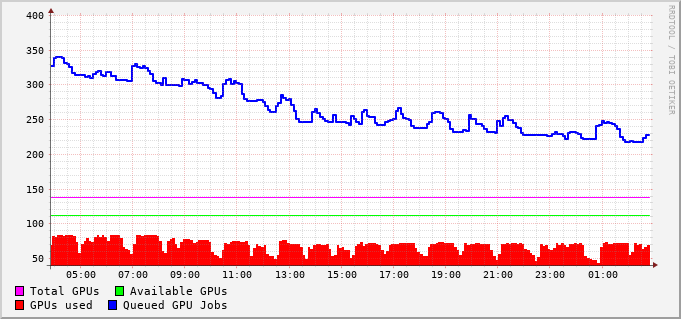 RRDTOOL / TOBI OETIKER
400
350
300
250
200
150
100
50
05:00 07:00 09:00 11:00 13:00 15:00 17:00 19:00 21:00 23:00 01:00
Total GPUs Available GPUs
GPUs used Queued GPU Jobs